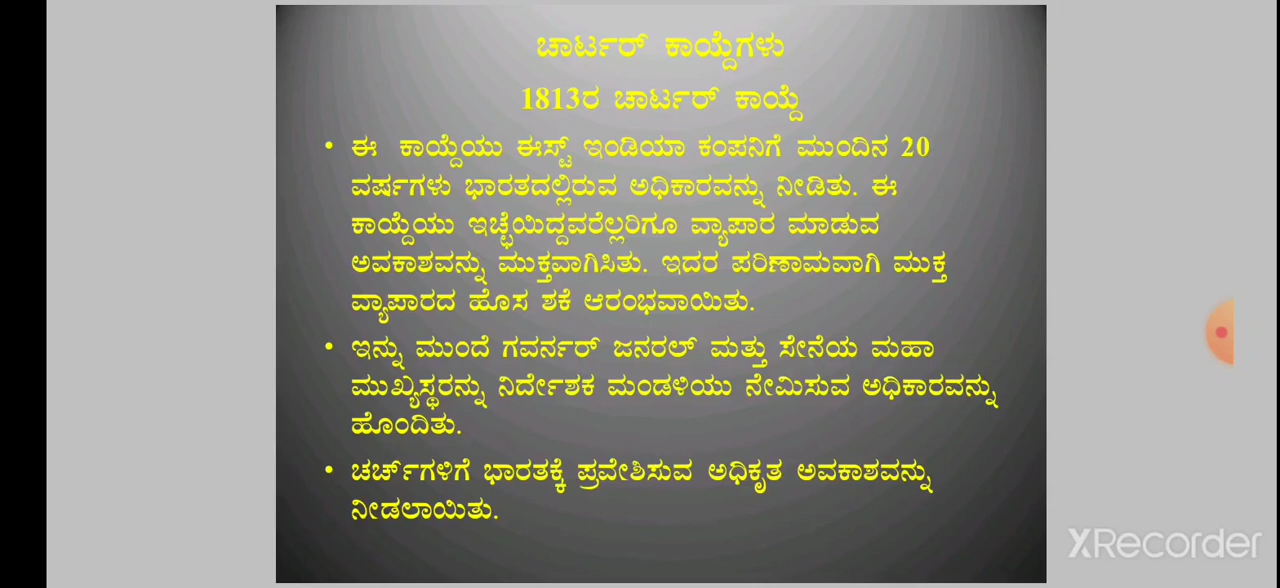 ಚಾರ್ಟರ್ ಕಾಯ್ದೆಗಳು
1813ರ ಚಾರ್ಟರ್ ಕಾಯ್ದೆ
• ಈ ಕಾಯ್ದೆಯು ಈಸ್ಟ್ ಇಂಡಿಯಾ ಕಂಪನಿಗೆ ಮುಂದಿನ 20
ವರ್ಷಗಳು ಭಾರತದಲ್ಲಿರುವ ಅಧಿಕಾರವನ್ನು ನೀಡಿತು. ಈ
ಕಾಯ್ದೆಯು ಇಚ್ಛೆಯಿದ್ದವರೆಲ್ಲರಿಗೂ ವ್ಯಾಪಾರ ಮಾಡುವ
ಅವಕಾಶವನ್ನು ಮುಕ್ತವಾಗಿಸಿತು. ಇದರ ಪರಿಣಾಮವಾಗಿ ಮುಕ್ತ
ವ್ಯಾಪಾರದ ಹೊಸ ಶಕೆ ಆರಂಭವಾಯಿತು.
• ಇನ್ನು ಮುಂದೆ ಗವರ್ನರ್ ಜನರಲ್ ಮತ್ತು ಸೇನೆಯ ಮಹಾ
ಮುಖ್ಯಸ್ಥರನ್ನು ನಿರ್ದೇಶಕ ಮಂಡಳಿಯು ನೇಮಿಸುವ ಅಧಿಕಾರವನ್ನು
ಹೊಂದಿತು.
• ಚರ್ಚ್‌ಗಳಿಗೆ ಭಾರತಕ್ಕೆ ಪ್ರವೇಶಿಸುವ ಅಧಿಕೃತ ಅವಕಾಶವನ್ನು
ನೀಡಲಾಯಿತು.
XRecorder